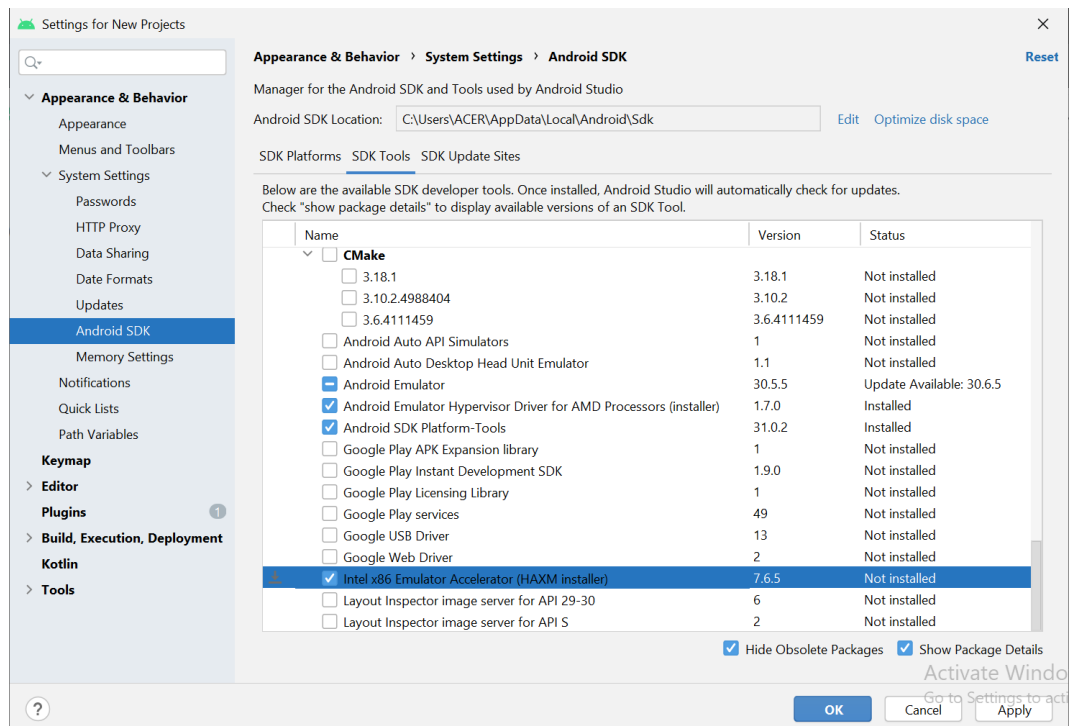 Settings for New Projects
Appearance & Behavior
Appearance
Menus and Toolbars
System Settings
Passwords
HTTP Proxy
Data Sharing
Date Formats
Updates
Android SDK
Memory Settings
Notifications
Quick Lists
Path Variables
Keymap
Editor
Plugins 1
Build, Execution, Deployment
Kotlin
Tools
Appearance & Behavior › System Settings › Android SDK Reset
Manager for the Android SDK and Tools used by Android Studio
Android SDK Location: C:\Users\ACER\AppData\Local\Android\Sdk Edit Optimize disk space
SDK Platforms SDK Tools SDK Update Sites
Below are the available SDK developer tools. Once installed, Android Studio will automatically check for updates.
Check "show package details" to display available versions of an SDK Tool.
Name Version Status
CMake
3.18.1 3.18.1 Not installed
3.10.2.4988404 3.10.2 Not installed
3.6.4111459 3.6.4111459 Not installed
Android Auto API Simulators 1 Not installed
Android Auto Desktop Head Unit Emulator 1.1 Not installed
Android Emulator 30.5.5 Update Available: 30.6.5
Android Emulator Hypervisor Driver for AMD Processors (installer) 1.7.0 Installed
Android SDK Platform-Tools 31.0.2 Installed
Google Play APK Expansion library 1 Not installed
Google Play Instant Development SDK 1.9.0 Not installed
Google Play Licensing Library 1 Not installed
Google Play services 49 Not installed
Google USB Driver 13 Not installed
Google Web Driver 2 Not installed
Intel x86 Emulator Accelerator (HAXM installer) 7.6.5 Not installed
Layout Inspector image server for API 29-30 6 Not installed
Layout Inspector image server for API S 2 Not installed
Hide Obsolete Packages Show Package Details
Activate Windo
Go to Settings to acti
? OK Cancel Apply